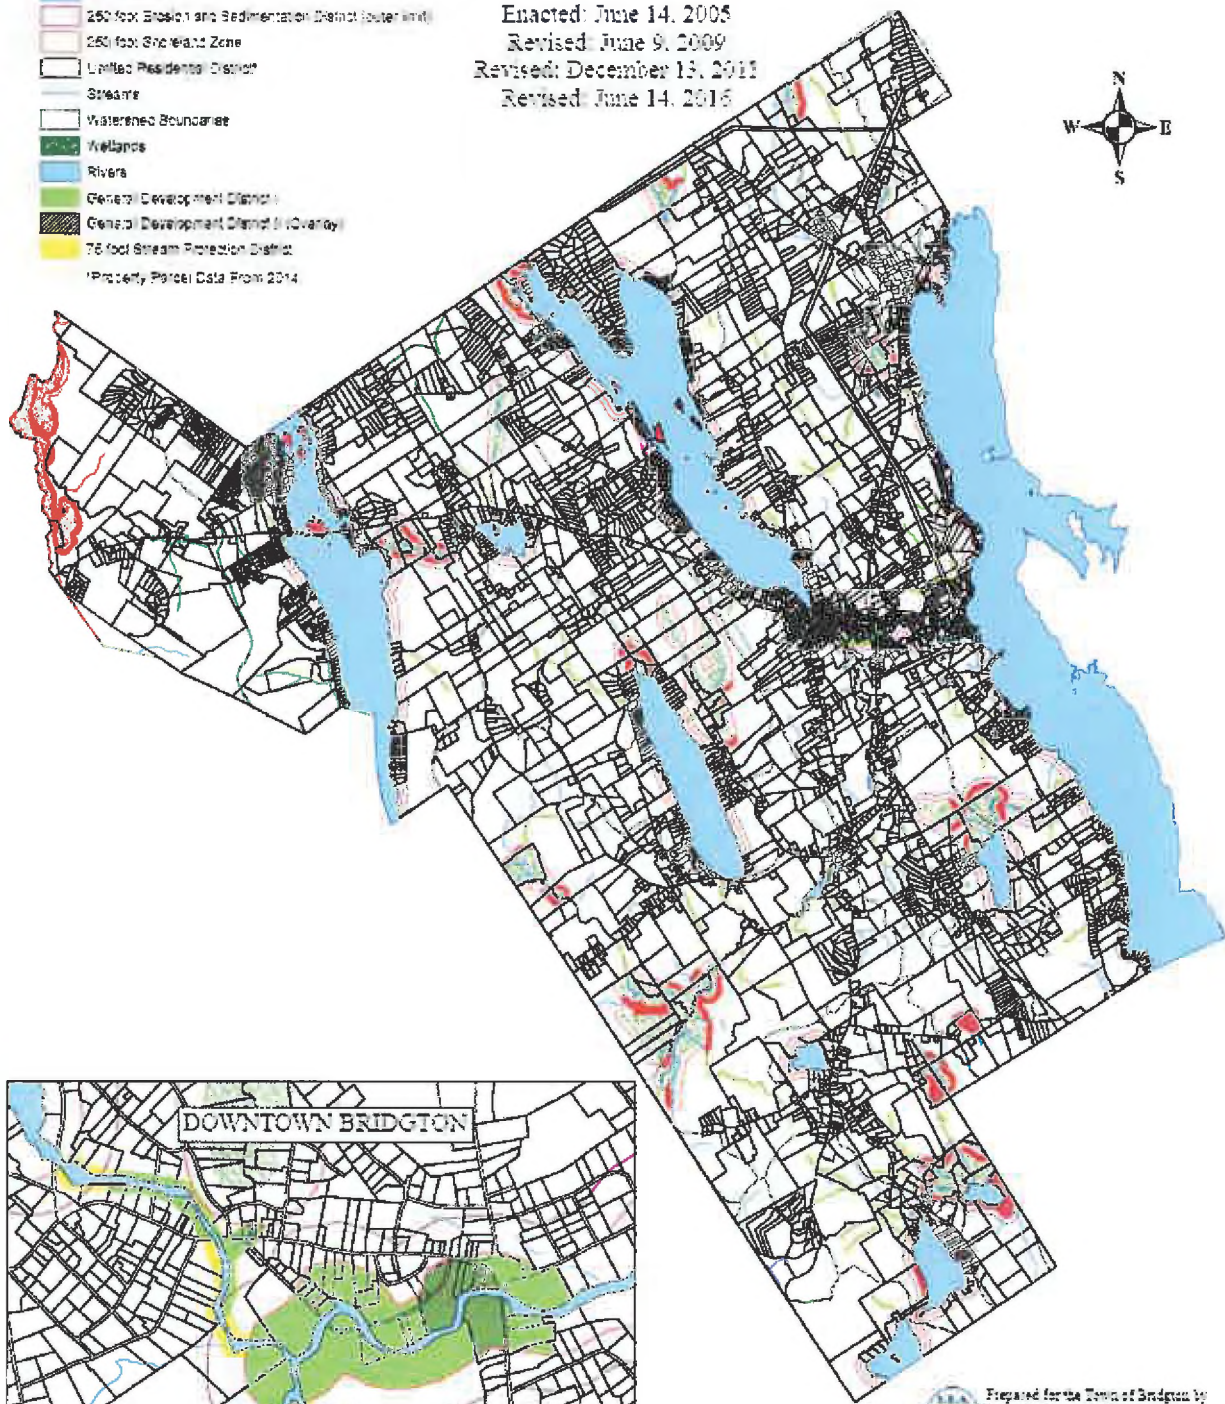 250 foot Erosion and Sedimentation District (outer limit)
250 foot Shoreland Zone
Limited Residential District*
Streams
Watershed Boundaries
Wetlands
Rivers
General Development District I
General Development District II (Overlay)
75 foot Stream Protection District
*Property Parcel Data From 2014
Enacted: June 14, 2005
Revised: June 9, 2009
Revised: December 13, 2011
Revised: June 14, 2016
N
W E
S
DOWNTOWN BRIDGTON
Prepared for the Town of Bridgton by